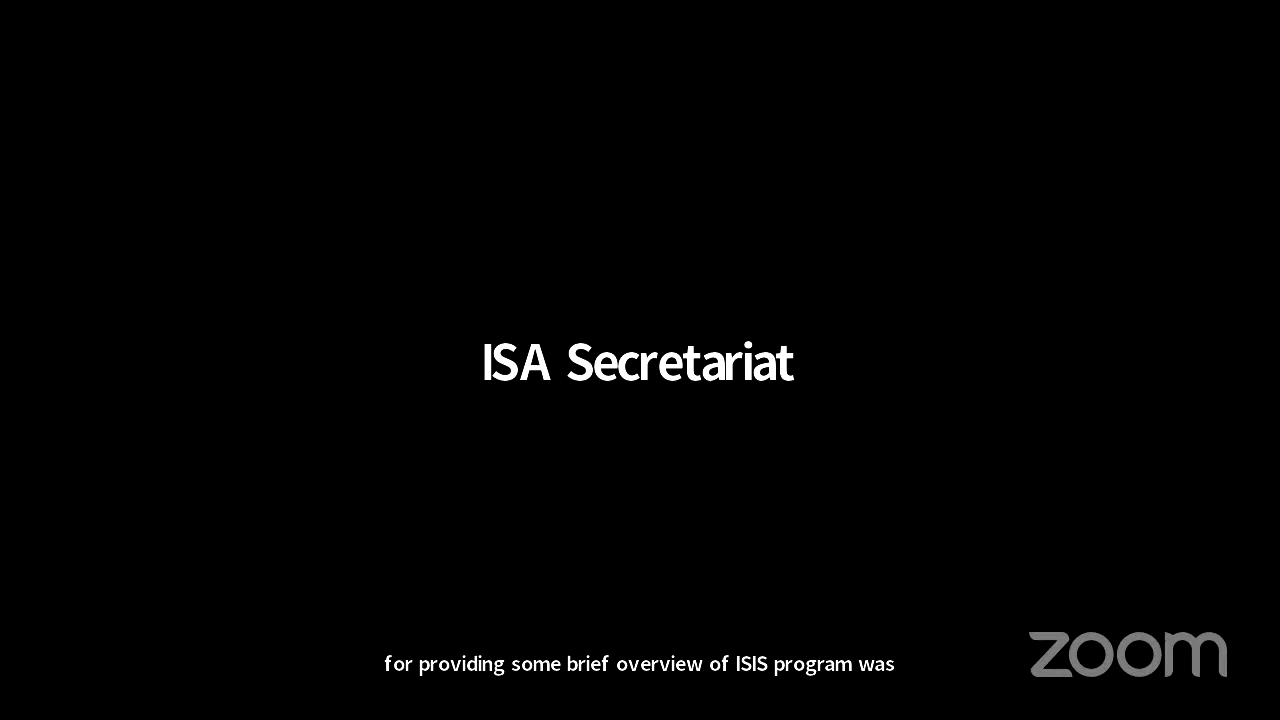 ISA Secretariat
for providing some brief overview of ISIS program was
zoom